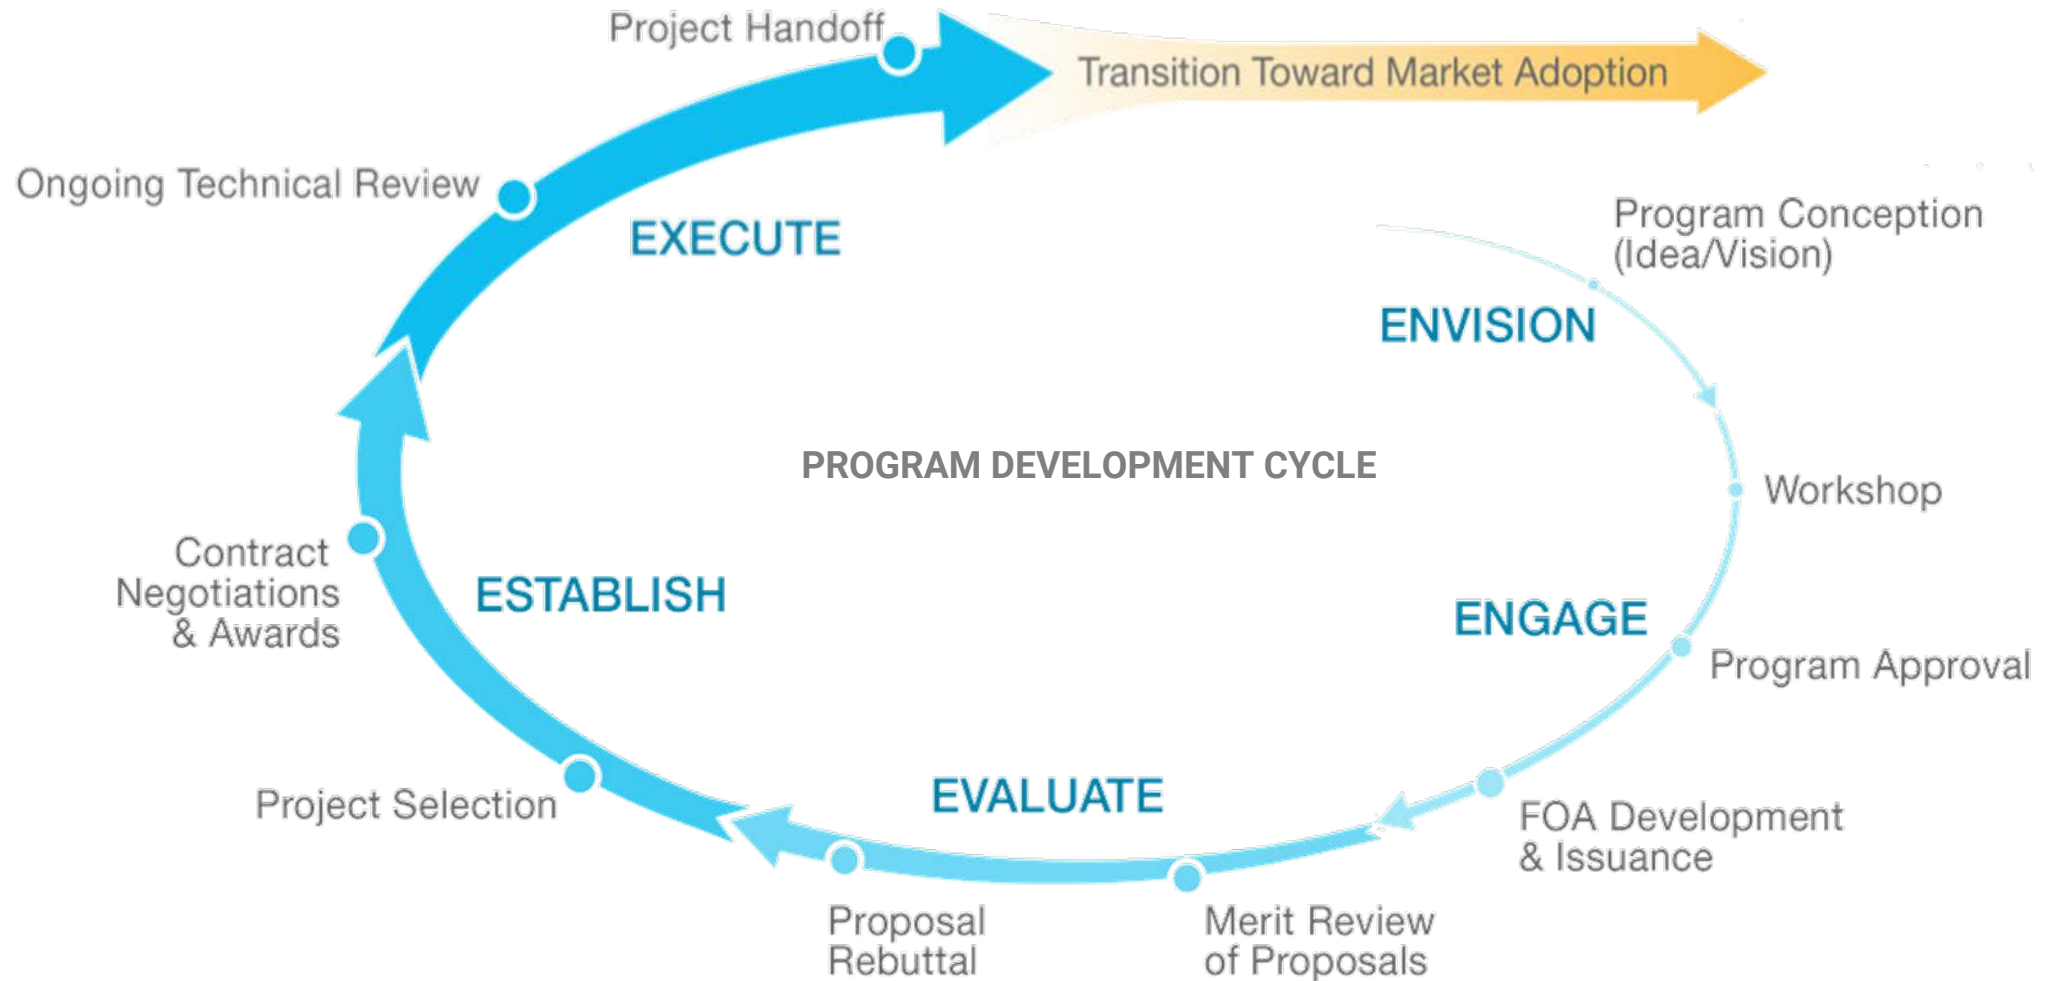 Project Handoff
Transition Toward Market Adoption
Ongoing Technical Review
EXECUTE
Program Conception
(Idea/Vision)
ENVISION
PROGRAM DEVELOPMENT CYCLE
Workshop
Contract
Negotiations
& Awards
ESTABLISH
ENGAGE
Program Approval
Project Selection
EVALUATE
FOA Development
& Issuance
Proposal
Rebuttal
Merit Review
of Proposals